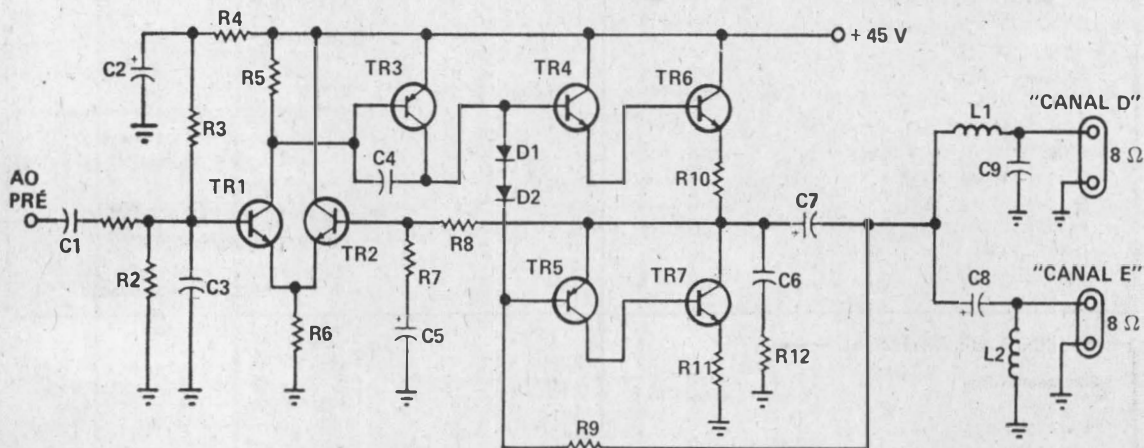 R4
+ 45 V
C2
R5
TR3
TR4
TR6
"CANAL D"
L1
R3
8 Ω
C9
D1
C4
AO
PRÉ
TR1
D2
R10
C7
C1
TR2
R8
"CANAL E"
R2
C3
R7
TR5
TR7
C6
C8
8 Ω
R6
C5
L2
R11
R12
R9